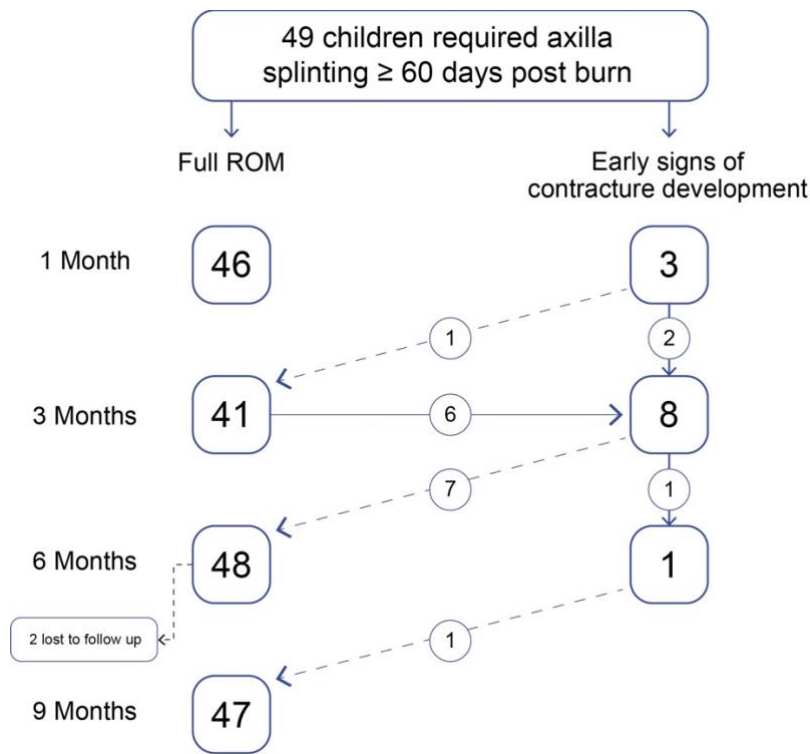 49 children required axilla
splinting ≥ 60 days post burn
Full ROM
Early signs of
contracture development
1 Month
46
3
1
2
3 Months
41
6
8
7
1
6 Months
48
1
2 lost to follow up
1
9 Months
47